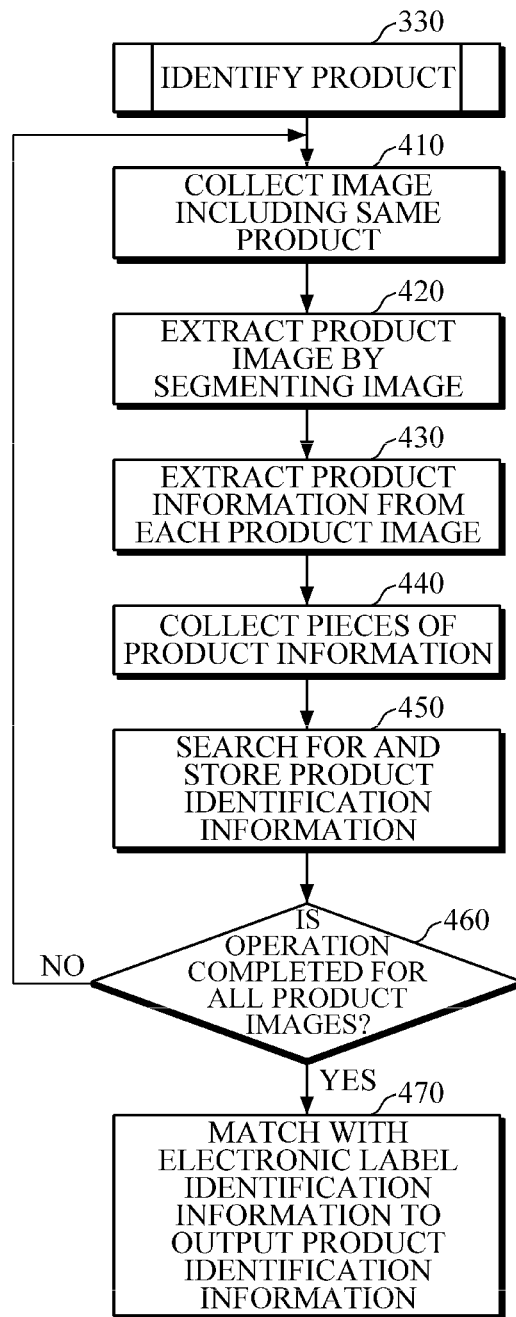 330
IDENTIFY PRODUCT
410
COLLECT IMAGE
INCLUDING SAME
PRODUCT
420
EXTRACT PRODUCT
IMAGE BY
SEGMENTING IMAGE
430
EXTRACT PRODUCT
INFORMATION FROM
EACH PRODUCT IMAGE
440
COLLECT PIECES OF
PRODUCT INFORMATION
450
SEARCH FOR AND
STORE PRODUCT
IDENTIFICATION
INFORMATION
460
IS
OPERATION
COMPLETED FOR
ALL PRODUCT
IMAGES?
NO
YES
470
MATCH WITH
ELECTRONIC LABEL
IDENTIFICATION
INFORMATION TO
OUTPUT PRODUCT
IDENTIFICATION
INFORMATION